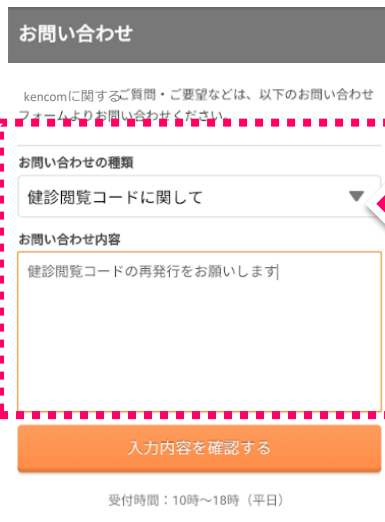 お問い合わせ
kencomに関するご質問・ご要望などは、以下のお問い合わせ
フォームよりお問い合わせください。
お問い合わせの種類
健診閲覧コードに関して
お問い合わせ内容
健診閲覧コードの再発行をお願いします
入力内容を確認する
受付時間：10時～18時（平日）